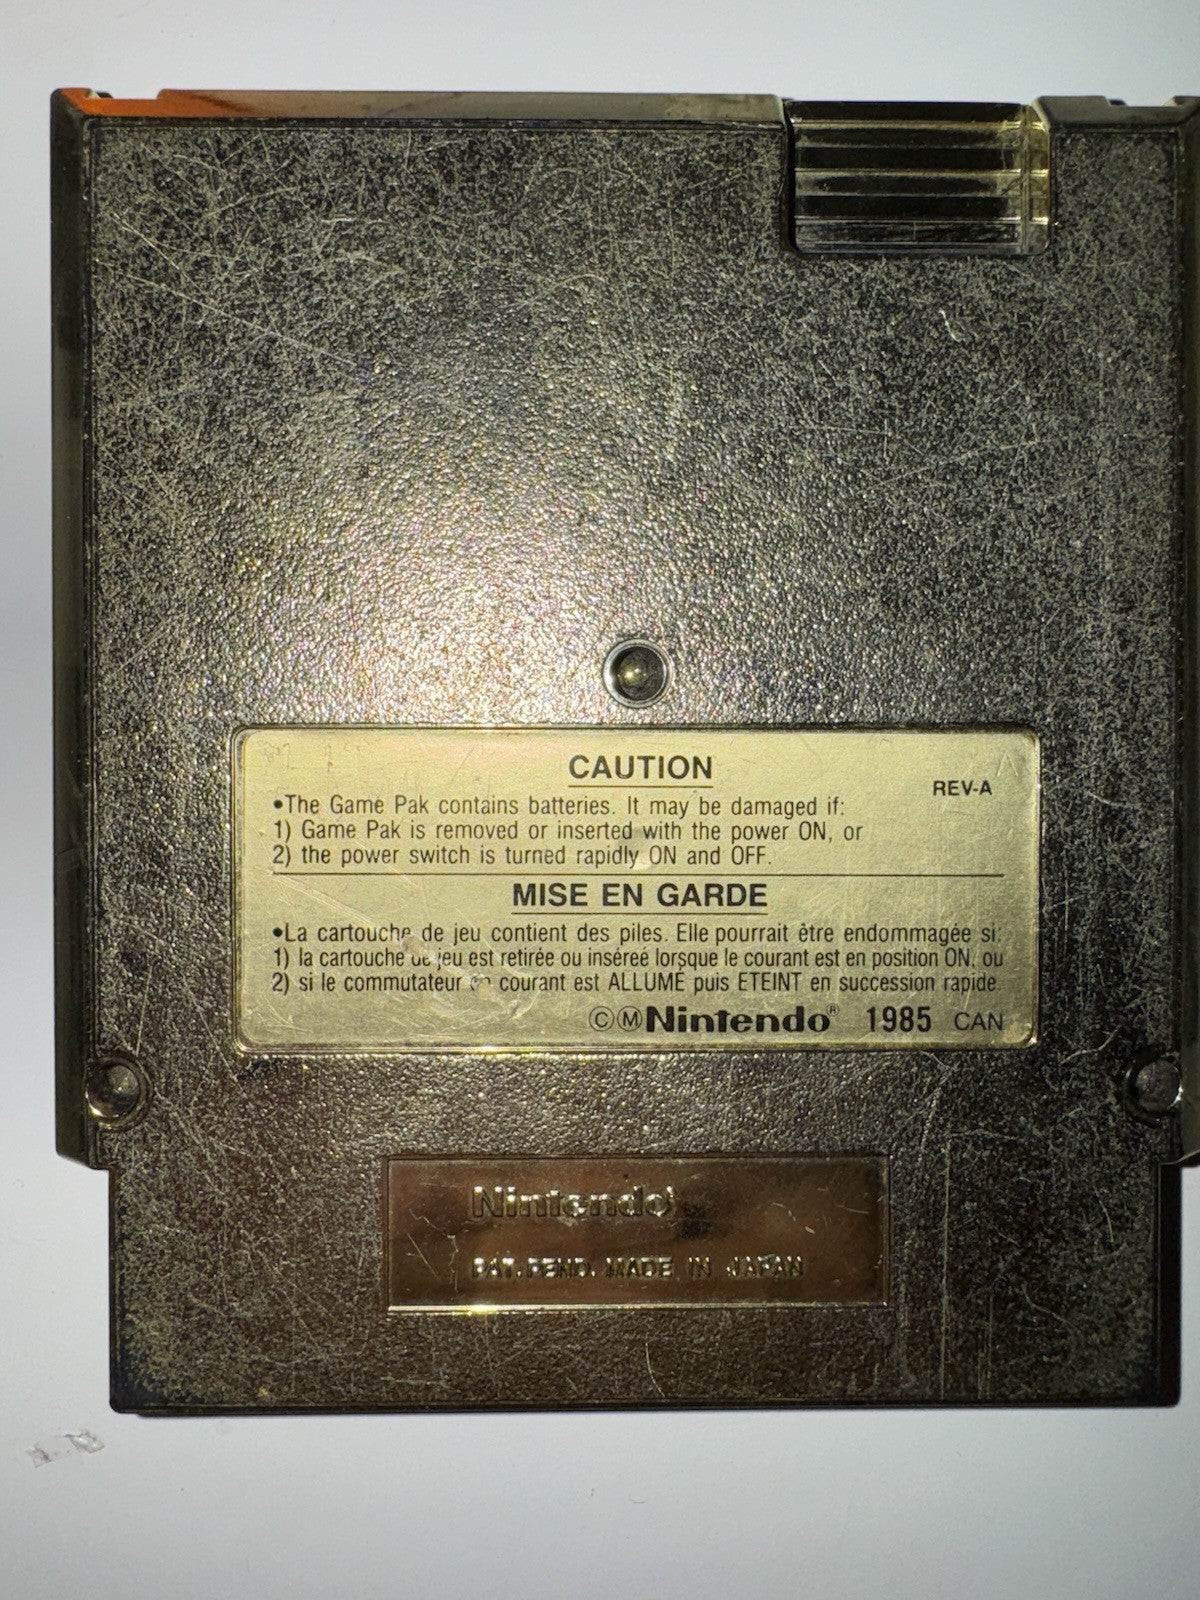 CAUTION
REV-A
•The Game Pak contains batteries. It may be damaged if:
1) Game Pak is removed or inserted with the power ON, or
2) the power switch is turned rapidly ON and OFF.
MISE EN GARDE
•La cartouche de jeu contient des piles. Elle pourrait être endommagée si:
1) la cartouche de jeu est retirée ou inséreé lorsque le courant est en position ON, ou
2) si le commutateur courant est ALLUMÉ puis ETEINT en succession rapide.
ⒸⓂNintendo® 1985 CAN
Nintendo
PAT. PEND. MADE IN JAPAN